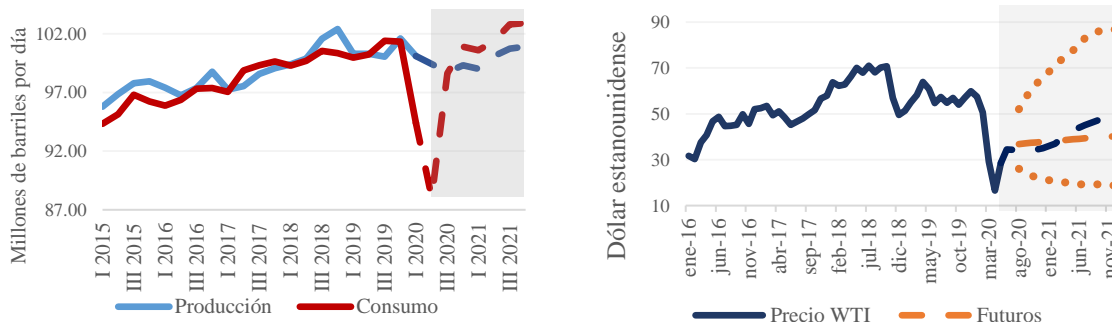 Millones de barriles por día
102.00
97.00
92.00
87.00
I 2015
III 2015
I 2016
III 2016
I 2017
III 2017
I 2018
III 2018
I 2019
III 2019
I 2020
III 2020
I 2021
III 2021
Producción
Consumo
Dólar estanounidense
90
70
50
30
10
ene-16
jun-16
nov-16
abr-17
sep-17
feb-18
jul-18
dic-18
may-19
oct-19
mar-20
ago-20
ene-21
jun-21
nov-21
Precio WTI
Futuros